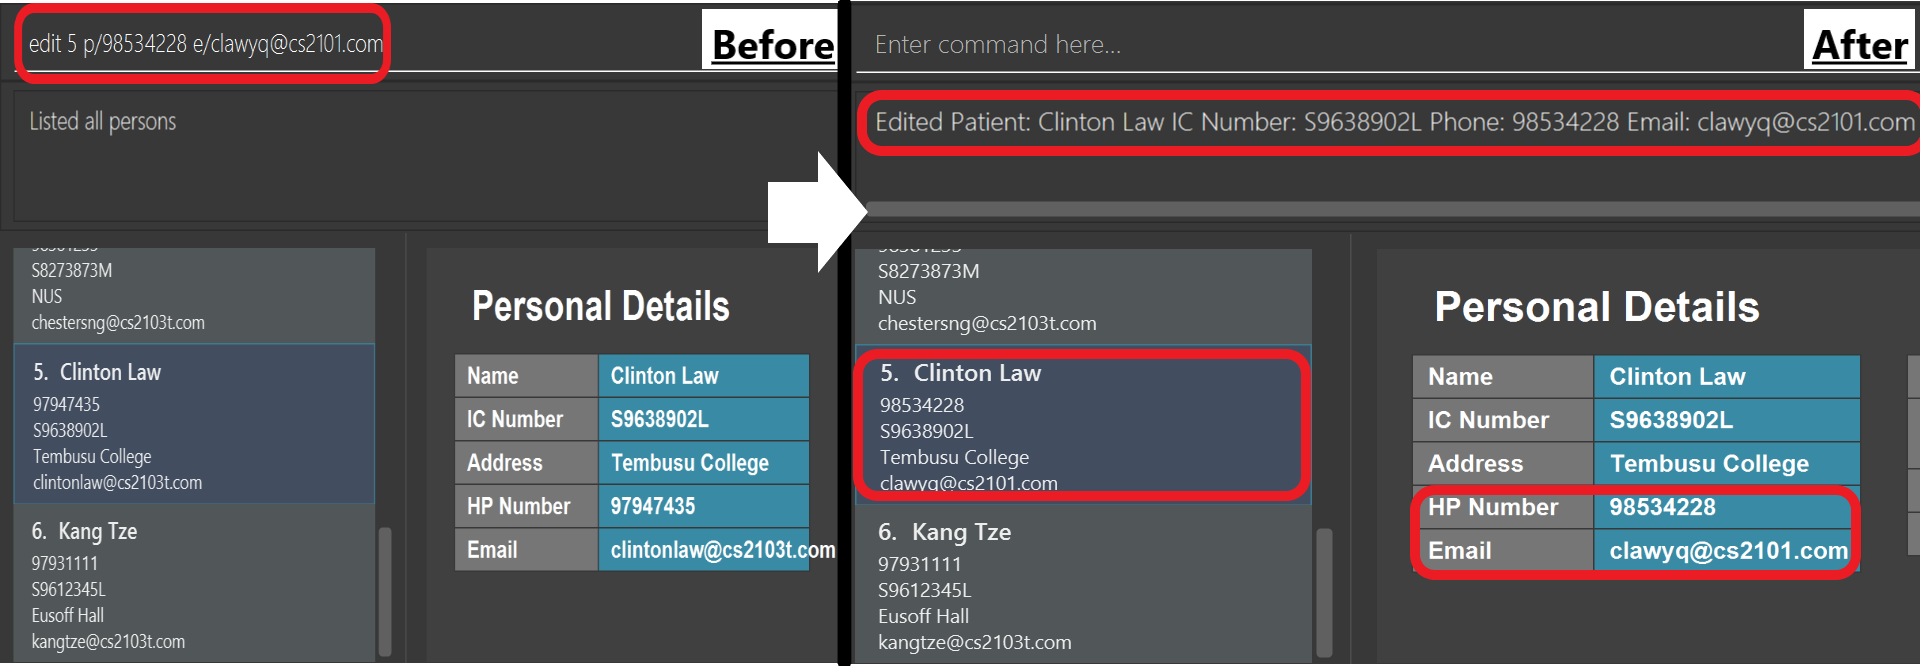 edit 5 p/98534228 e/clawyq@cs2101.com
Before
Listed all persons
S8273873M
NUS
chestersng@cs2103t.com
5. Clinton Law
97947435
S9638902L
Tembusu College
clintonlaw@cs2103t.com
6. Kang Tze
97931111
S9612345L
Eusoff Hall
kangtze@cs2103t.com
Personal Details
Name Clinton Law
IC Number S9638902L
Address Tembusu College
HP Number 97947435
Email clintonlaw@cs2103t.com
Enter command here...
After
Edited Patient: Clinton Law IC Number: S9638902L Phone: 98534228 Email: clawyq@cs2101.com
S8273873M
NUS
chestersng@cs2103t.com
5. Clinton Law
98534228
S9638902L
Tembusu College
clawyq@cs2101.com
6. Kang Tze
97931111
S9612345L
Eusoff Hall
kangtze@cs2103t.com
Personal Details
Name Clinton Law
IC Number S9638902L
Address Tembusu College
HP Number 98534228
Email clawyq@cs2101.com